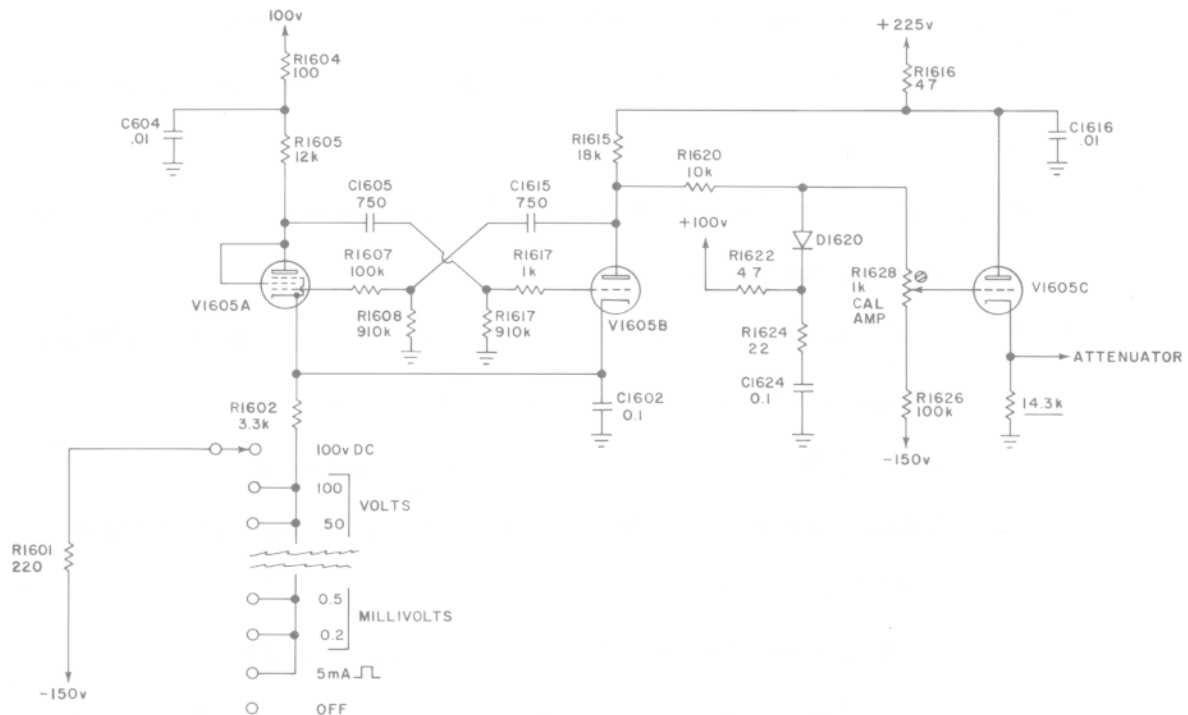 100v
R1604
100
C604
.01
R1605
12k
C1605
750
C1615
750
R1607
100k
R1617
1k
V1605A
R1608
910k
R1617
910k
V1605B
R1602
3.3k
C1602
0.1
100v DC
100
50
VOLTS
R1601
220
0.5
0.2
MILLIVOLTS
5mA
OFF
-150v
+225v
R1616
47
R1615
18k
C1616
.01
R1620
10k
+100v
D1620
R1622
47
R1628
1k
CAL
AMP
V1605C
R1624
22
C1624
0.1
ATTENUATOR
R1626
100k
14.3k
-150v